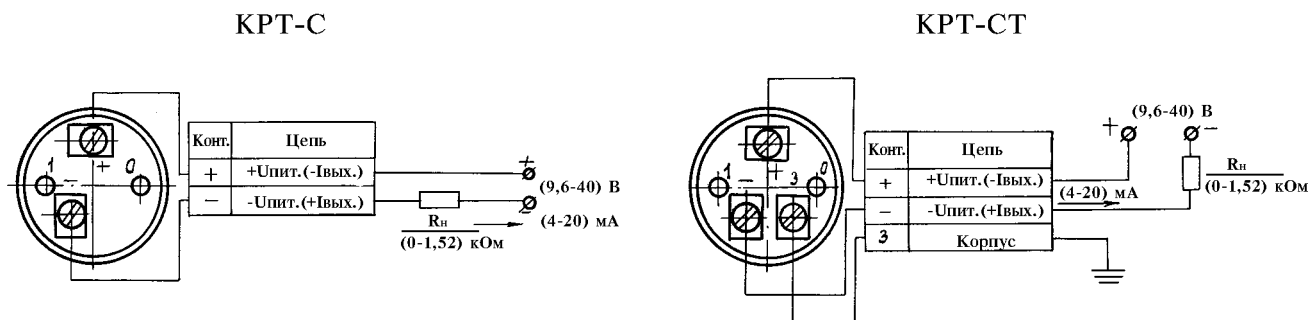 КРТ-С
1
+
0
−
Конт. Цепь
+ +Uпит.(-Iвых.)
− -Uпит.(+Iвых.)
+
(9,6-40) В
−
(4-20) мА
Rн
(0-1,52) кОм
КРТ-СТ
1
+
0
−
3
Конт. Цепь
+ +Uпит.(-Iвых.)
− -Uпит.(+Iвых.)
3 Корпус
(9,6-40) В
+
−
Rн
(0-1,52) кОм
(4-20) мА